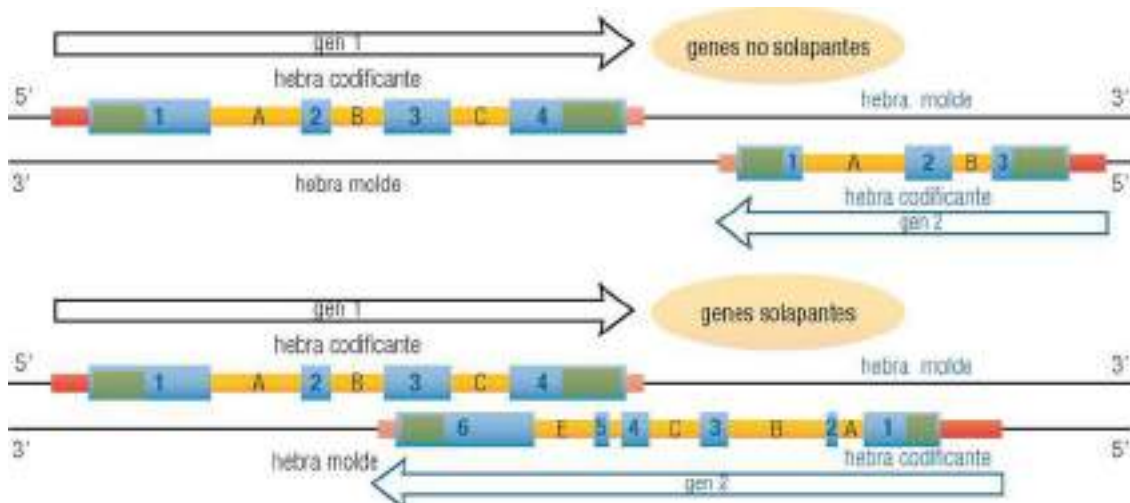 gen 1
genes no solapantes
hebra codificante
5' hebra molde 3'
1 A 2 B 3 C 4
1 A 2 B 3
3' hebra molde 5'
hebra codificante
gen 2
gen 1
genes solapantes
hebra codificante
5' hebra molde 3'
1 A 2 B 3 C 4
6 E 5 4 C 3 B 2 A 1
3' 5'
hebra molde hebra codificante
gen 2